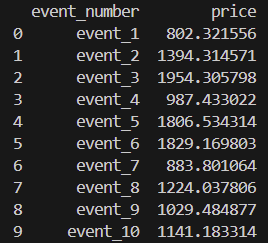 event_number price
0 event_1 802.321556
1 event_2 1394.314571
2 event_3 1954.305798
3 event_4 987.433022
4 event_5 1806.534314
5 event_6 1829.169803
6 event_7 883.801064
7 event_8 1224.037806
8 event_9 1029.484877
9 event_10 1141.183314